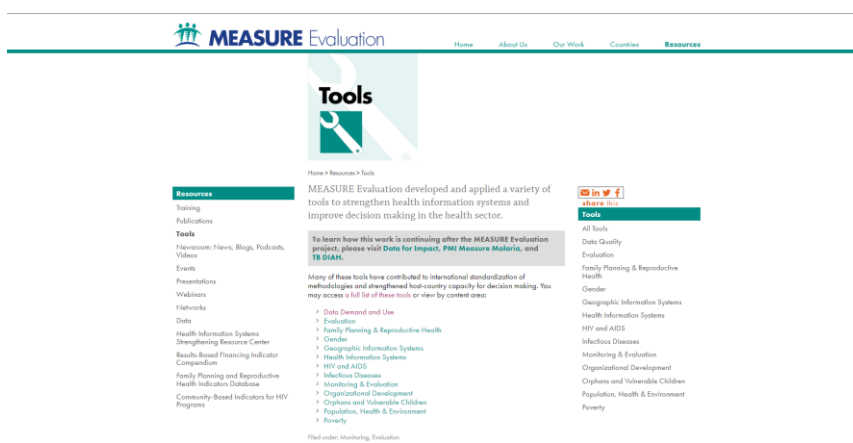 MEASURE Evaluation
Home About Us Our Work Countries Resources
Tools
Home > Resources > Tools
Resources
Training
Publications
Tools
Newsroom: News, Blogs, Podcasts,
Videos
Events
Presentations
Webinars
Networks
Data
Health Information Systems
Strengthening Resource Center
Results-Based Financing Indicator
Compendium
Family Planning and Reproductive
Health Indicators Database
Community-Based Indicators for HIV
Programs
MEASURE Evaluation developed and applied a variety of
tools to strengthen health information systems and
improve decision making in the health sector.
To learn how this work is continuing after the MEASURE Evaluation
project, please visit Data for Impact, PMI Measure Malaria, and
TB DIAH.
Many of these tools have contributed to international standardization of
methodologies and strengthened host-country capacity for decision making. You
may access a full list of these tools or view by content area:
> Data Demand and Use
> Evaluation
> Family Planning & Reproductive Health
> Gender
> Geographic Information Systems
> Health Information Systems
> HIV and AIDS
> Infectious Diseases
> Monitoring & Evaluation
> Organizational Development
> Orphans and Vulnerable Children
> Population, Health & Environment
> Poverty
Filed under: Monitoring, Evaluation
share this
Tools
All Tools
Data Quality
Evaluation
Family Planning & Reproductive
Health
Gender
Geographic Information Systems
Health Information Systems
HIV and AIDS
Infectious Diseases
Monitoring & Evaluation
Organizational Development
Orphans and Vulnerable Children
Population, Health & Environment
Poverty